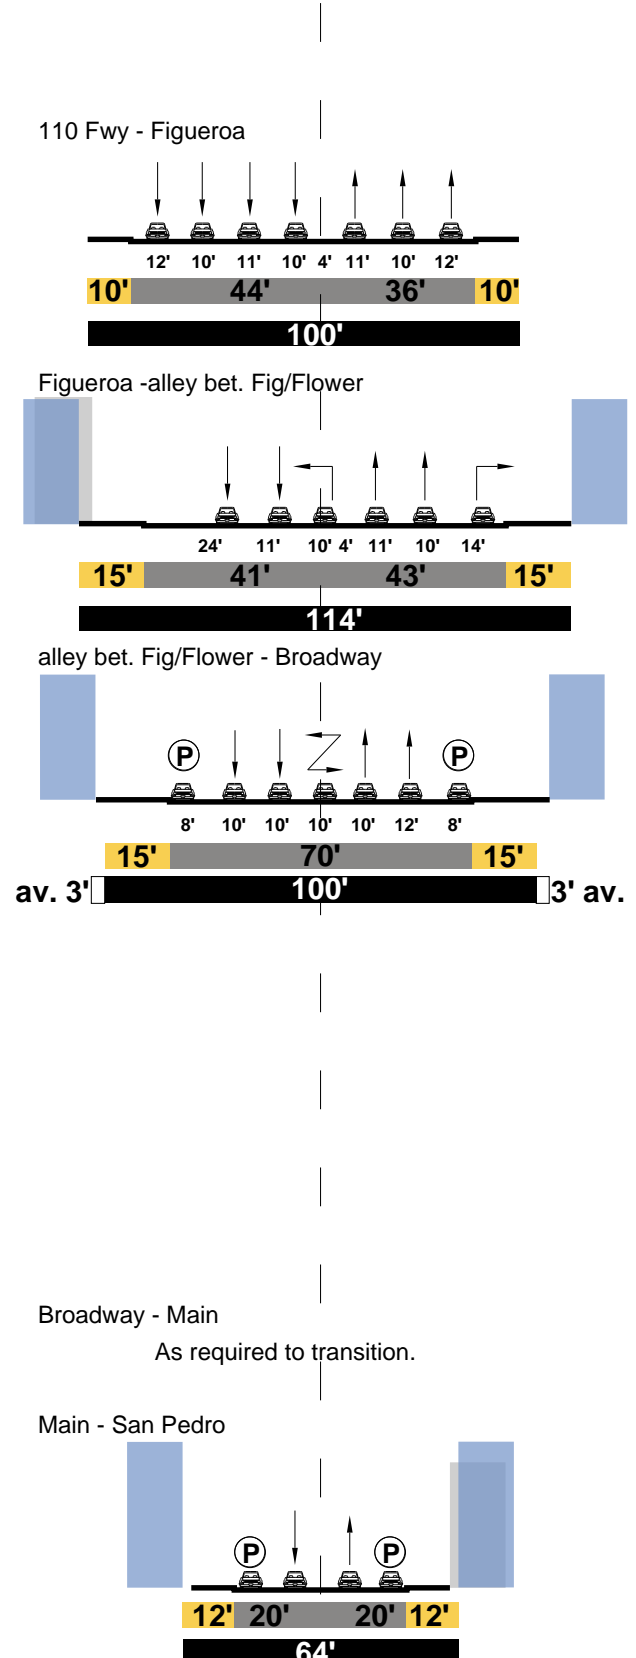 110 Fwy - Figueroa
12' 10' 11' 10' 4' 11' 10' 12'
10' 44' 36' 10'
100'
Figueroa -alley bet. Fig/Flower
24' 11' 10' 4' 11' 10' 14'
15' 41' 43' 15'
114'
alley bet. Fig/Flower - Broadway
P P
8' 10' 10' 10' 10' 12' 8'
15' 70' 15'
av. 3' 100' 3' av.
Broadway - Main
As required to transition.
Main - San Pedro
P P
12' 20' 20' 12'
64'